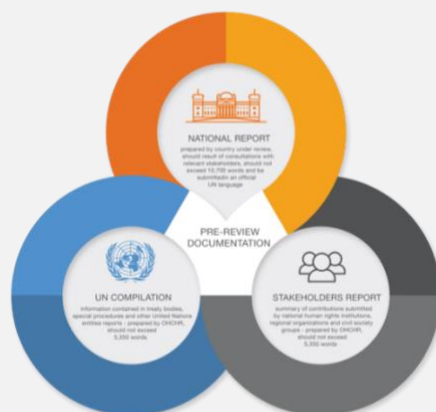 NATIONAL REPORT
prepared by country under review,
should result of consultations with
relevant stakeholders, should not
exceed 10,700 words and be
submittedin an official
UN language
PRE-REVIEW
DOCUMENTATION
UN COMPILATION
information contained in treaty bodies,
special procedures and other United Nations
entities reports - prepared by OHCHR,
should not exceed
5,350 words
STAKEHOLDERS REPORT
summary of contributions submitted
by national human rights institutions,
regional organizations and civil society
groups - prepared by OHCHR,
should not exceed
5,350 words